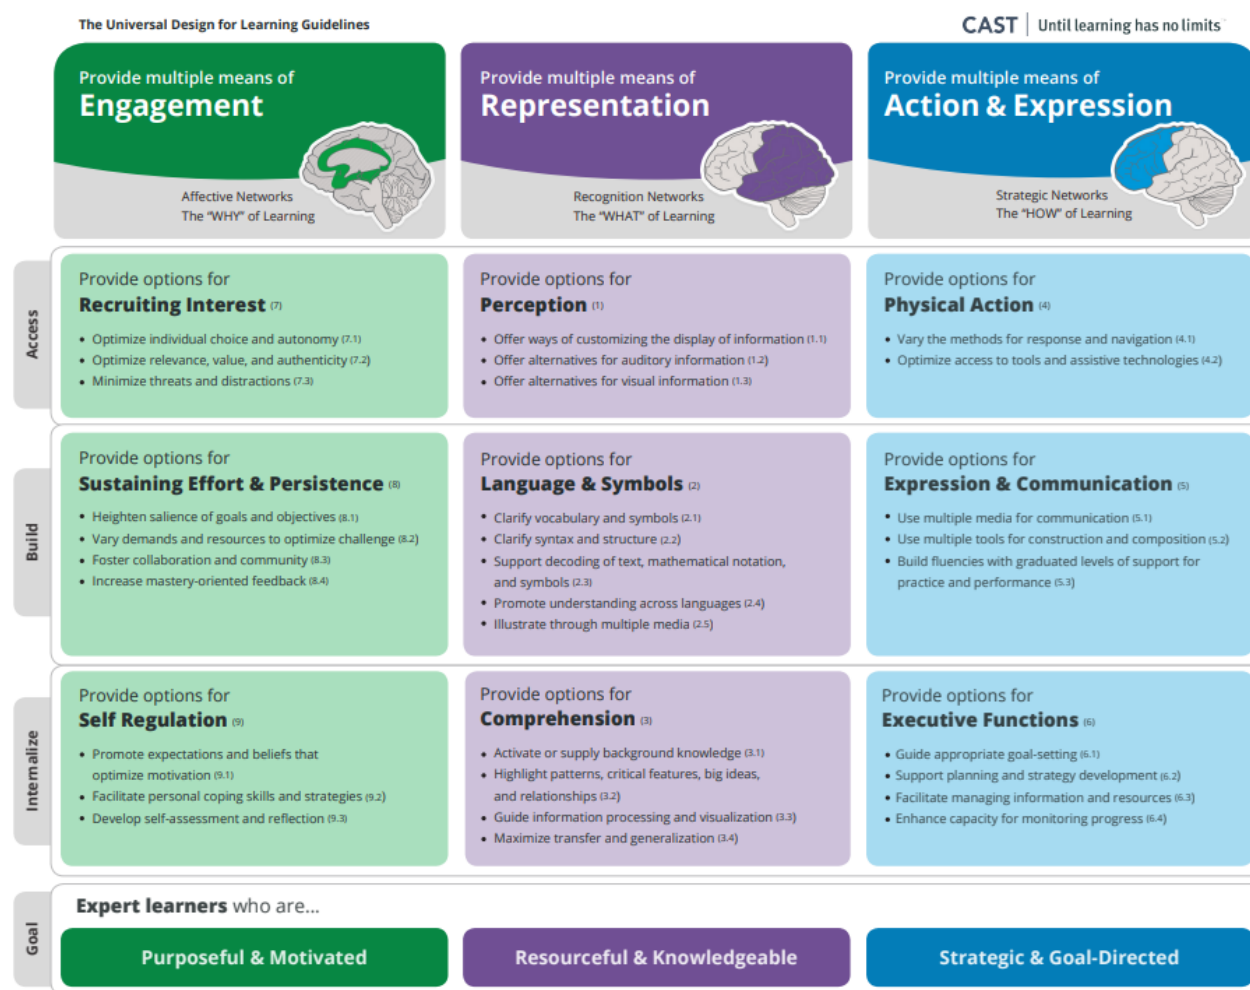 The Universal Design for Learning Guidelines
CAST | Until learning has no limits
Provide multiple means of
Engagement
Affective Networks
The “WHY” of Learning
Provide multiple means of
Representation
Recognition Networks
The “WHAT” of Learning
Provide multiple means of
Action & Expression
Strategic Networks
The “HOW” of Learning
Access
Provide options for
Recruiting Interest (7)
• Optimize individual choice and autonomy (7.1)
• Optimize relevance, value, and authenticity (7.2)
• Minimize threats and distractions (7.3)
Provide options for
Perception (1)
• Offer ways of customizing the display of information (1.1)
• Offer alternatives for auditory information (1.2)
• Offer alternatives for visual information (1.3)
Provide options for
Physical Action (4)
• Vary the methods for response and navigation (4.1)
• Optimize access to tools and assistive technologies (4.2)
Build
Provide options for
Sustaining Effort & Persistence (8)
• Heighten salience of goals and objectives (8.1)
• Vary demands and resources to optimize challenge (8.2)
• Foster collaboration and community (8.3)
• Increase mastery-oriented feedback (8.4)
Provide options for
Language & Symbols (2)
• Clarify vocabulary and symbols (2.1)
• Clarify syntax and structure (2.2)
• Support decoding of text, mathematical notation,
and symbols (2.3)
• Promote understanding across languages (2.4)
• Illustrate through multiple media (2.5)
Provide options for
Expression & Communication (5)
• Use multiple media for communication (5.1)
• Use multiple tools for construction and composition (5.2)
• Build fluencies with graduated levels of support for
practice and performance (5.3)
Internalize
Provide options for
Self Regulation (9)
• Promote expectations and beliefs that
optimize motivation (9.1)
• Facilitate personal coping skills and strategies (9.2)
• Develop self-assessment and reflection (9.3)
Provide options for
Comprehension (3)
• Activate or supply background knowledge (3.1)
• Highlight patterns, critical features, big ideas,
and relationships (3.2)
• Guide information processing and visualization (3.3)
• Maximize transfer and generalization (3.4)
Provide options for
Executive Functions (6)
• Guide appropriate goal-setting (6.1)
• Support planning and strategy development (6.2)
• Facilitate managing information and resources (6.3)
• Enhance capacity for monitoring progress (6.4)
Goal
Expert learners who are...
Purposeful & Motivated
Resourceful & Knowledgeable
Strategic & Goal-Directed